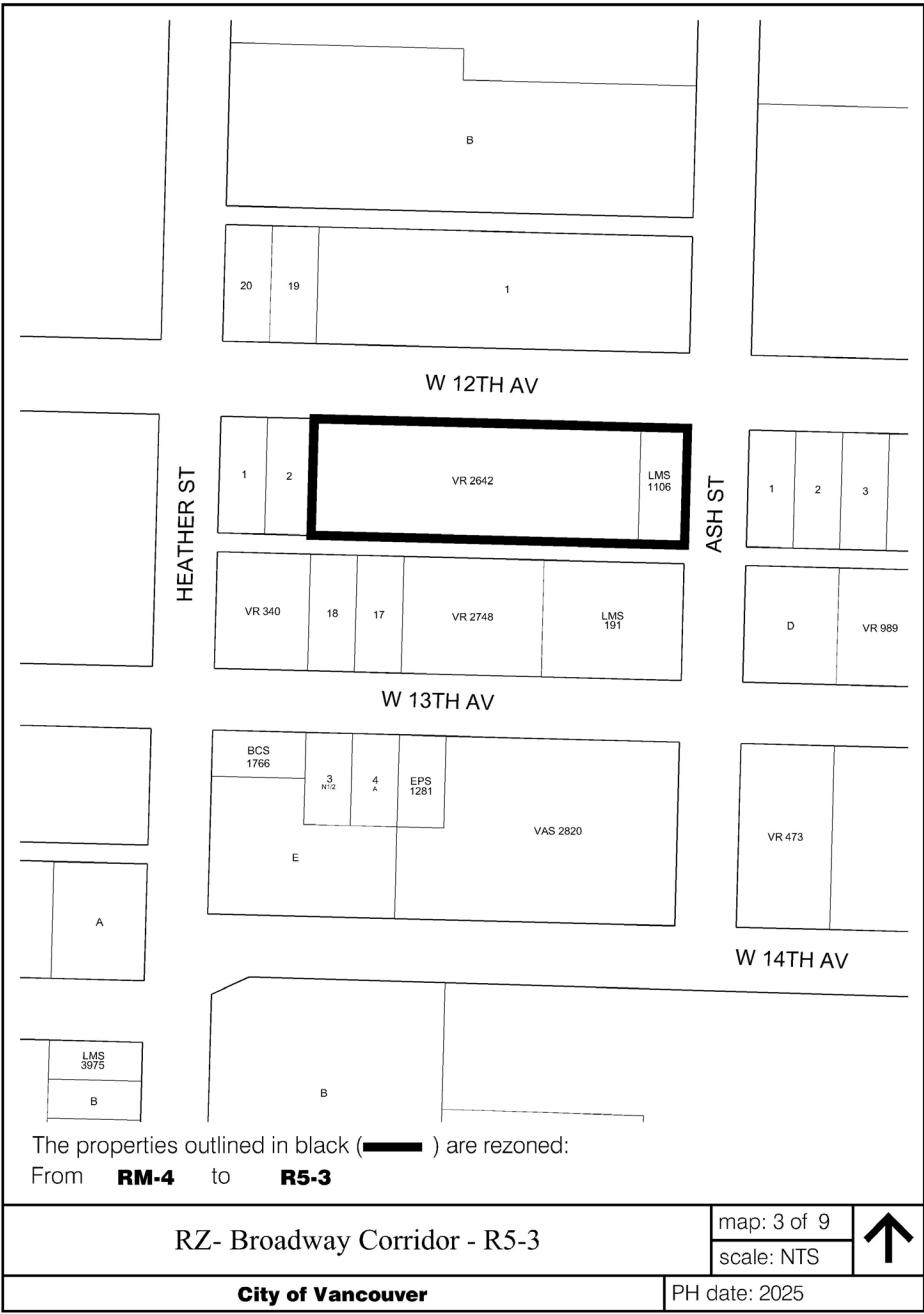 B
20
19
1
W 12TH AV
HEATHER ST
1
2
VR 2642
LMS
1106
ASH ST
1
2
3
VR 340
18
17
VR 2748
LMS
191
D
VR 989
W 13TH AV
BCS
1766
3
N1/2
4
A
EPS
1281
VAS 2820
VR 473
E
A
W 14TH AV
LMS
3975
B
B
The properties outlined in black ( ) are rezoned:
From RM-4 to R5-3
RZ- Broadway Corridor - R5-3
map: 3 of 9
scale: NTS
City of Vancouver
PH date: 2025